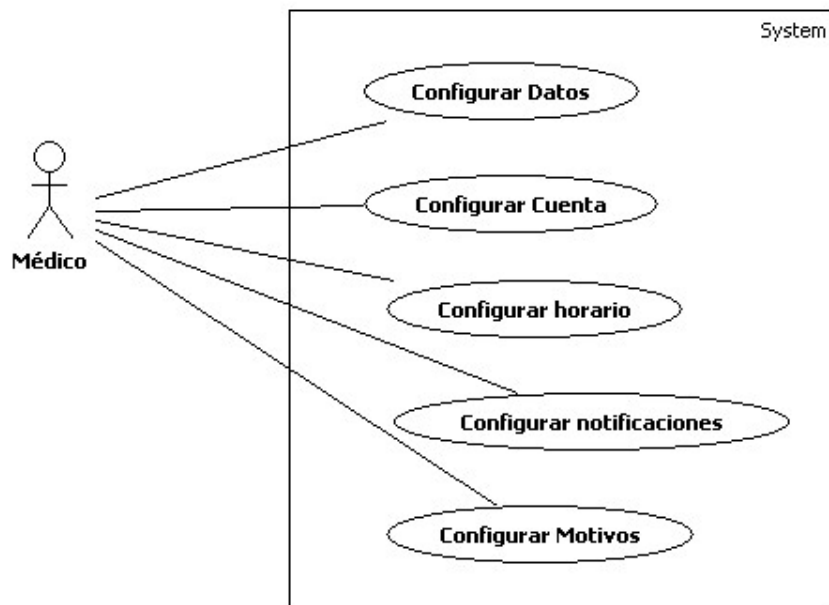 System
Configurar Datos
Configurar Cuenta
Médico
Configurar horario
Configurar notificaciones
Configurar Motivos